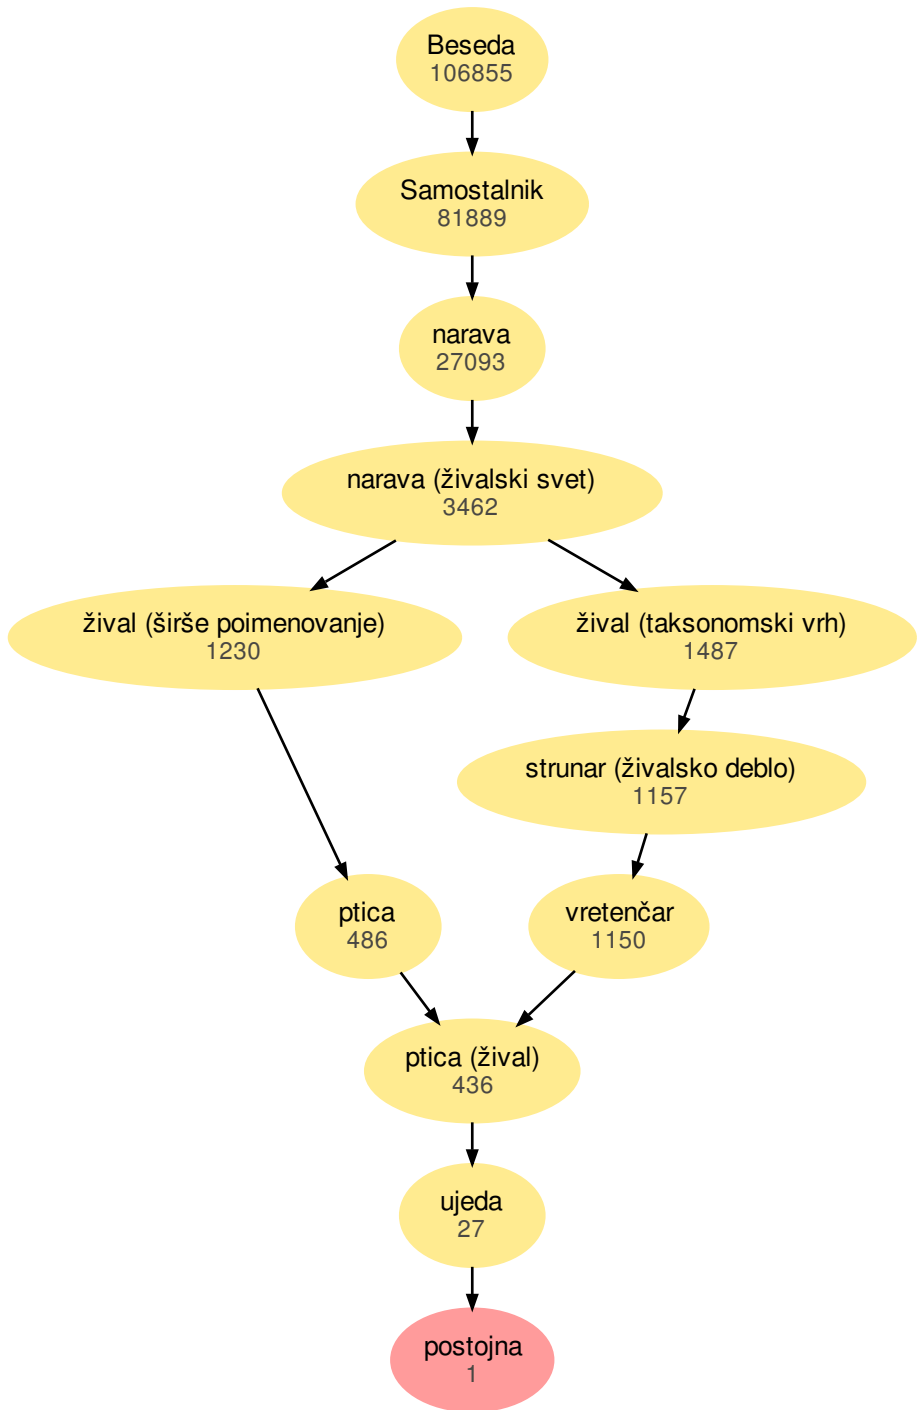 Beseda
106855
Samostalnik
81889
narava
27093
narava (živalski svet)
3462
žival (širše poimenovanje)
1230
žival (taksonomski vrh)
1487
strunar (živalsko deblo)
1157
ptica
486
vretenčar
1150
ptica (žival)
436
ujeda
27
postojna
1